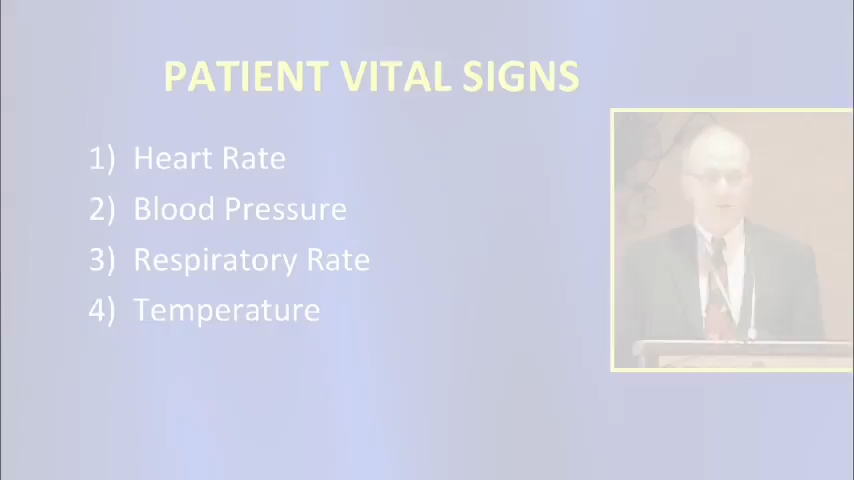 PATIENT VITAL SIGNS
1) Heart Rate
2) Blood Pressure
3) Respiratory Rate
4) Temperature